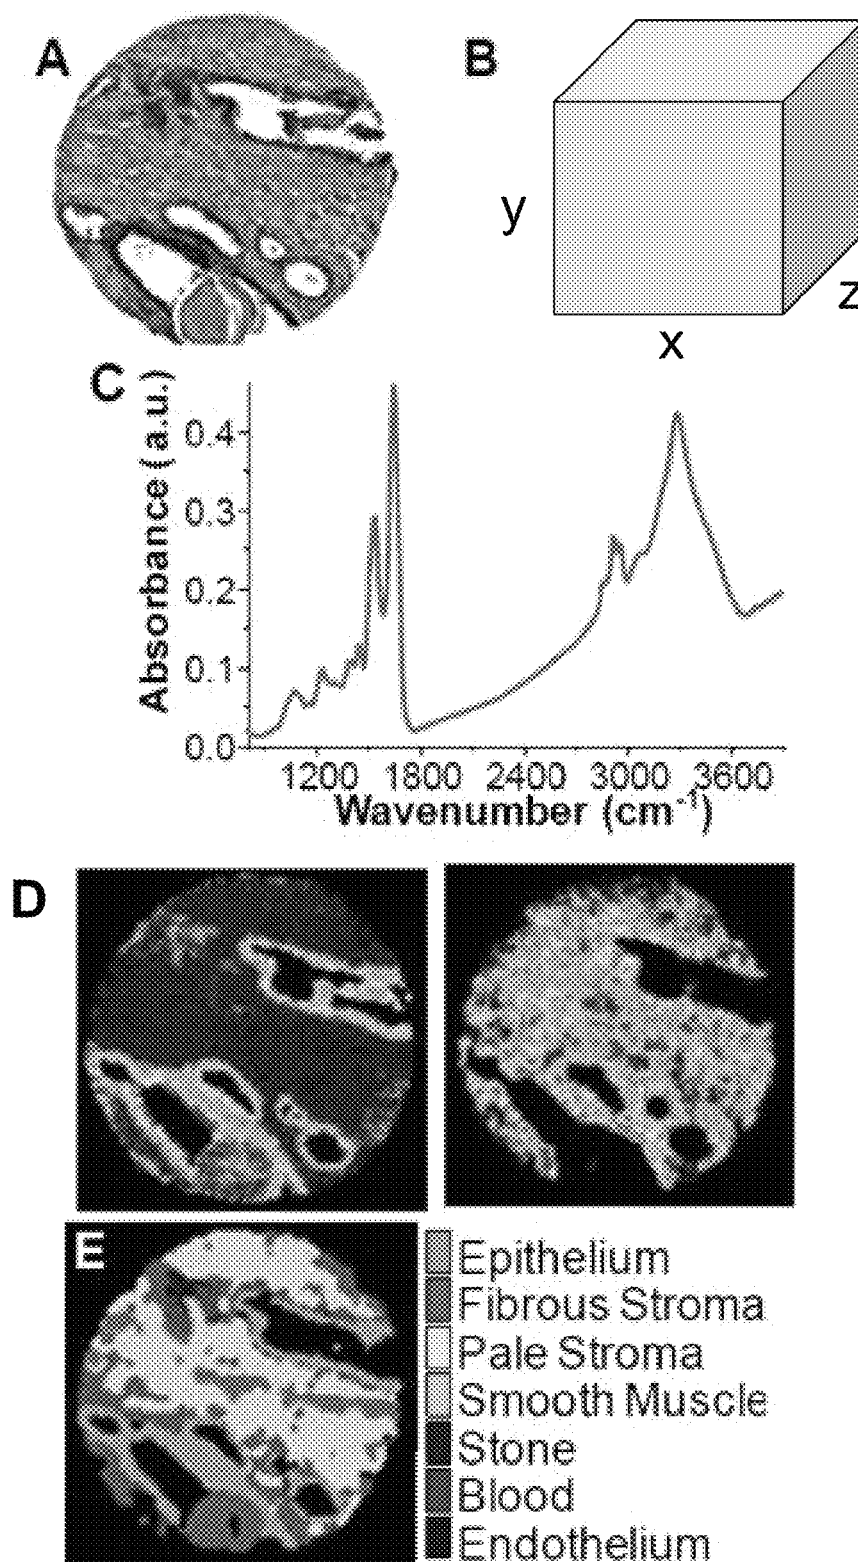 A
B
y
z
x
C
Absorbance (a.u.)
0.4
0.3
0.2
0.1
0.0
1200 1800 2400 3000 3600
Wavenumber (cm-1)
D
E
Epithelium
Fibrous Stroma
Pale Stroma
Smooth Muscle
Stone
Blood
Endothelium